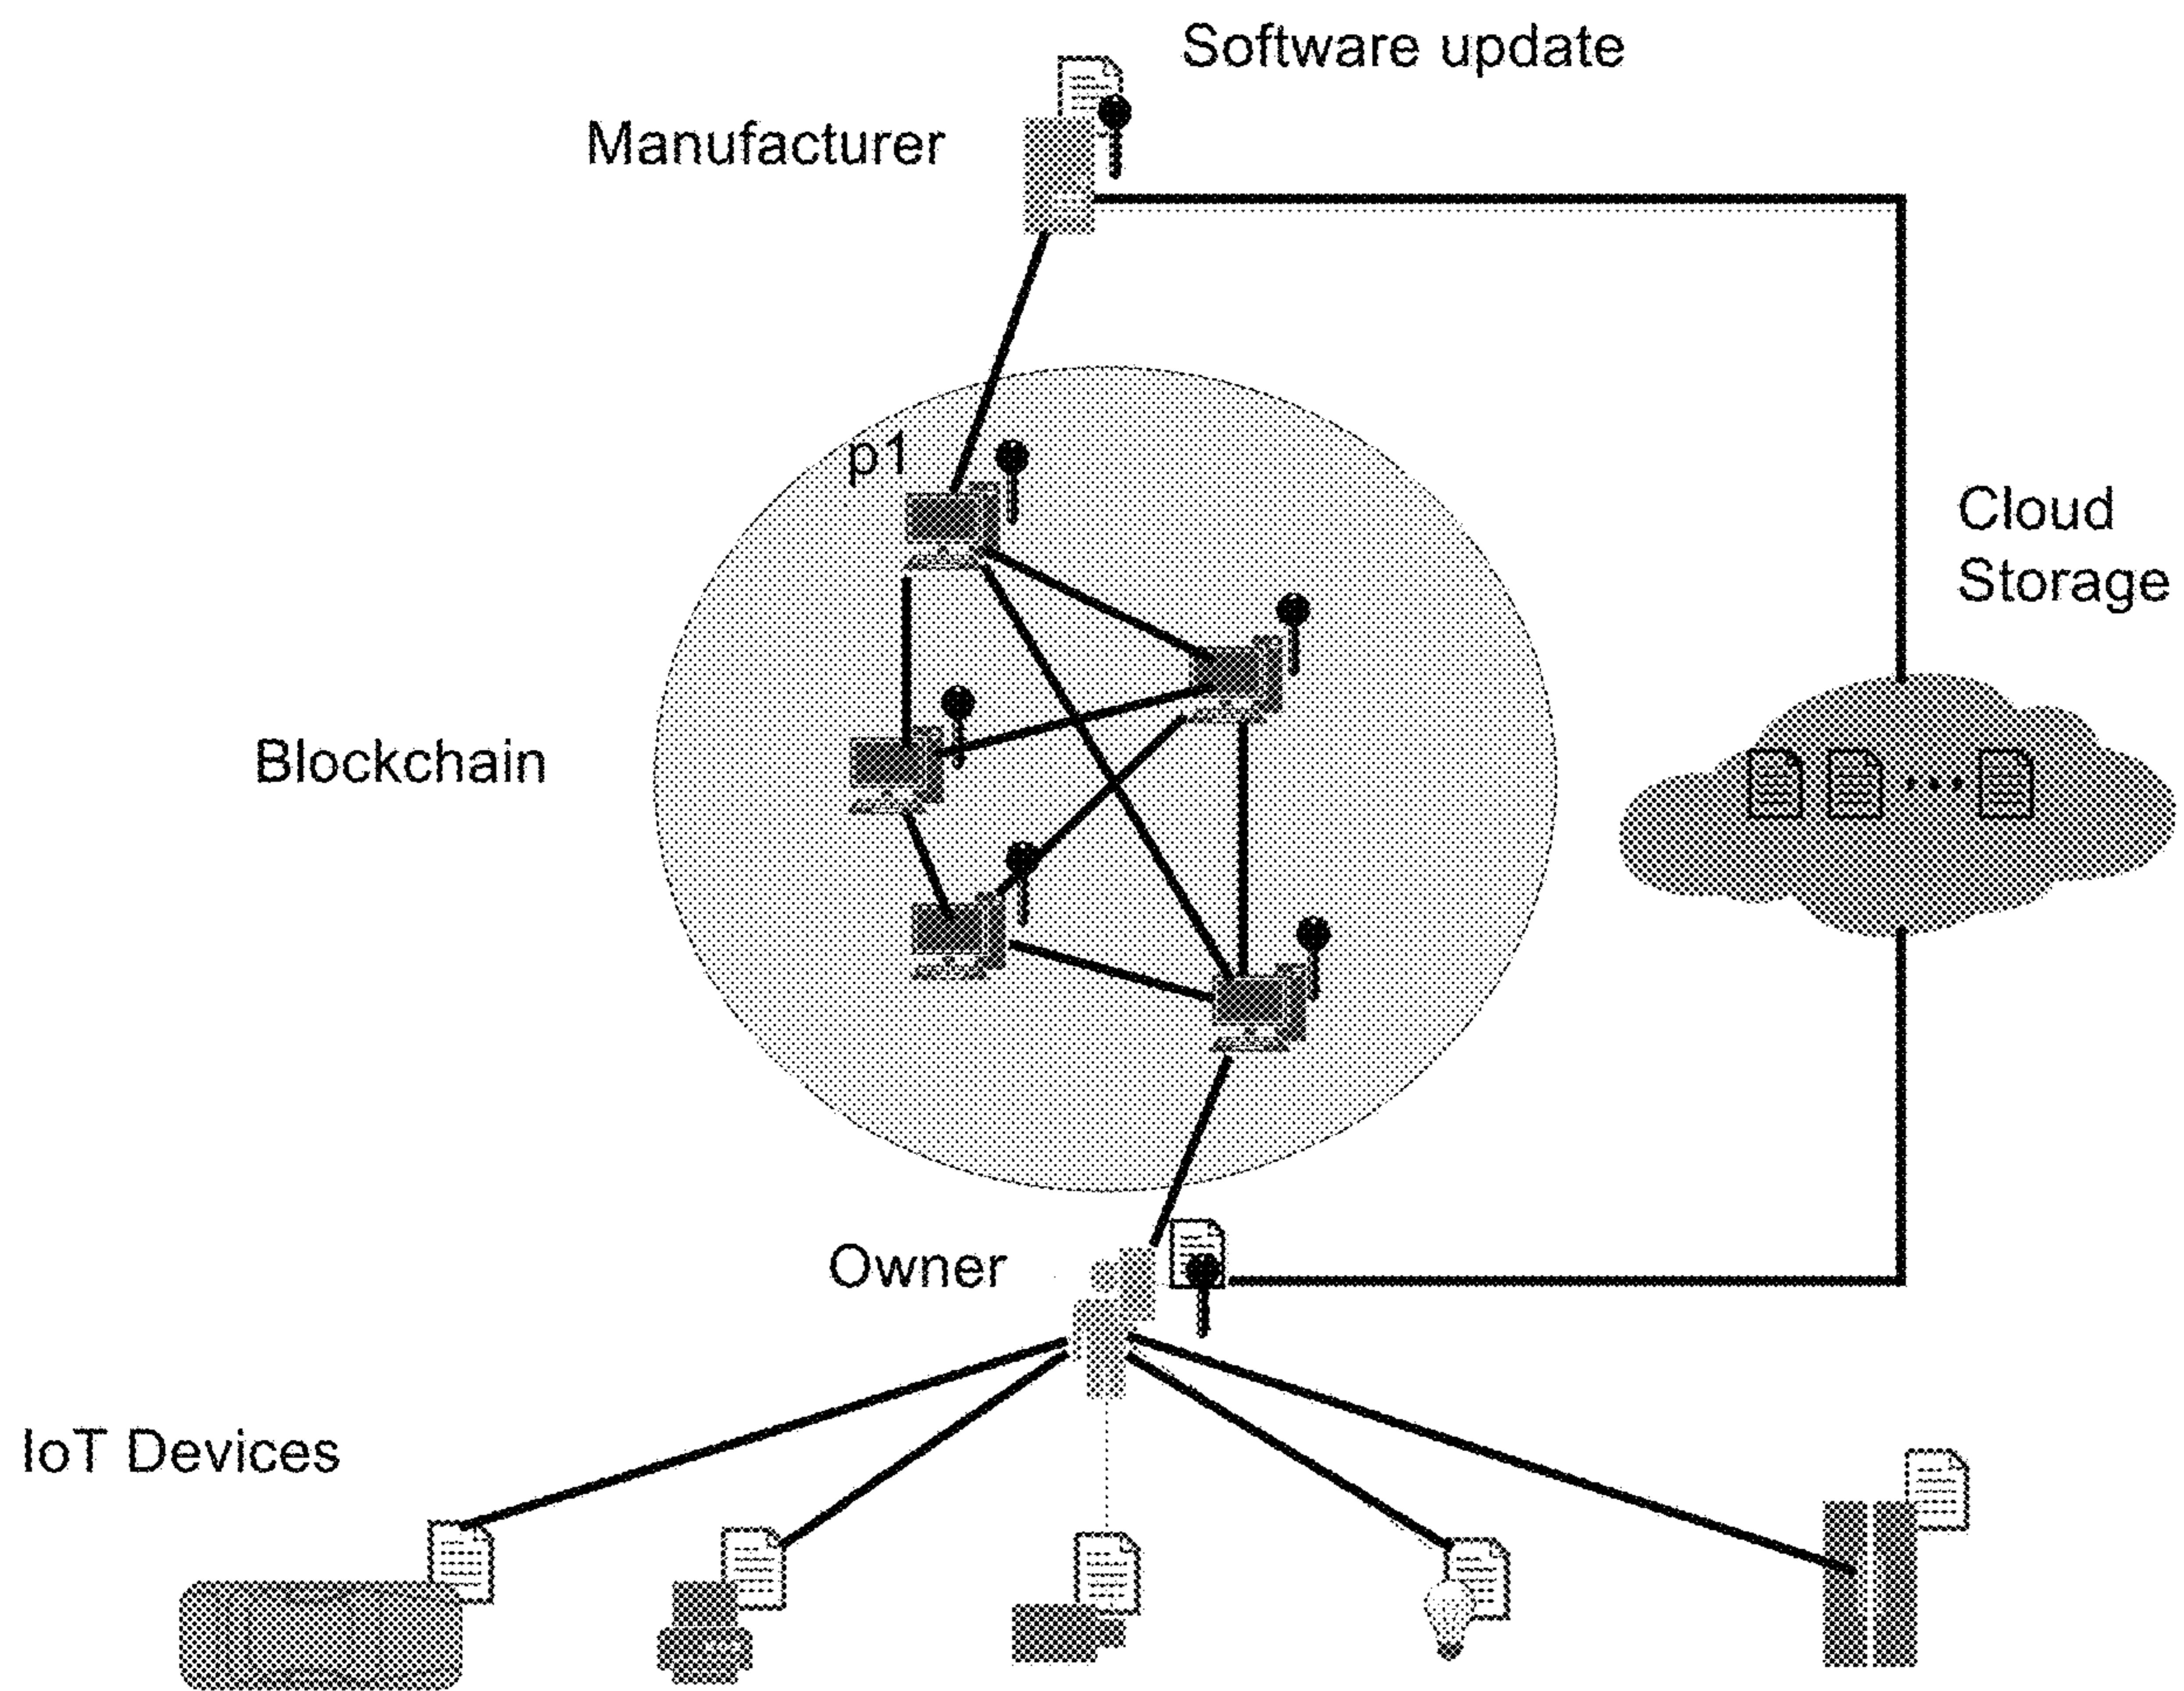 Software update
Manufacturer
p1
Cloud
Storage
Blockchain
Owner
IoT Devices